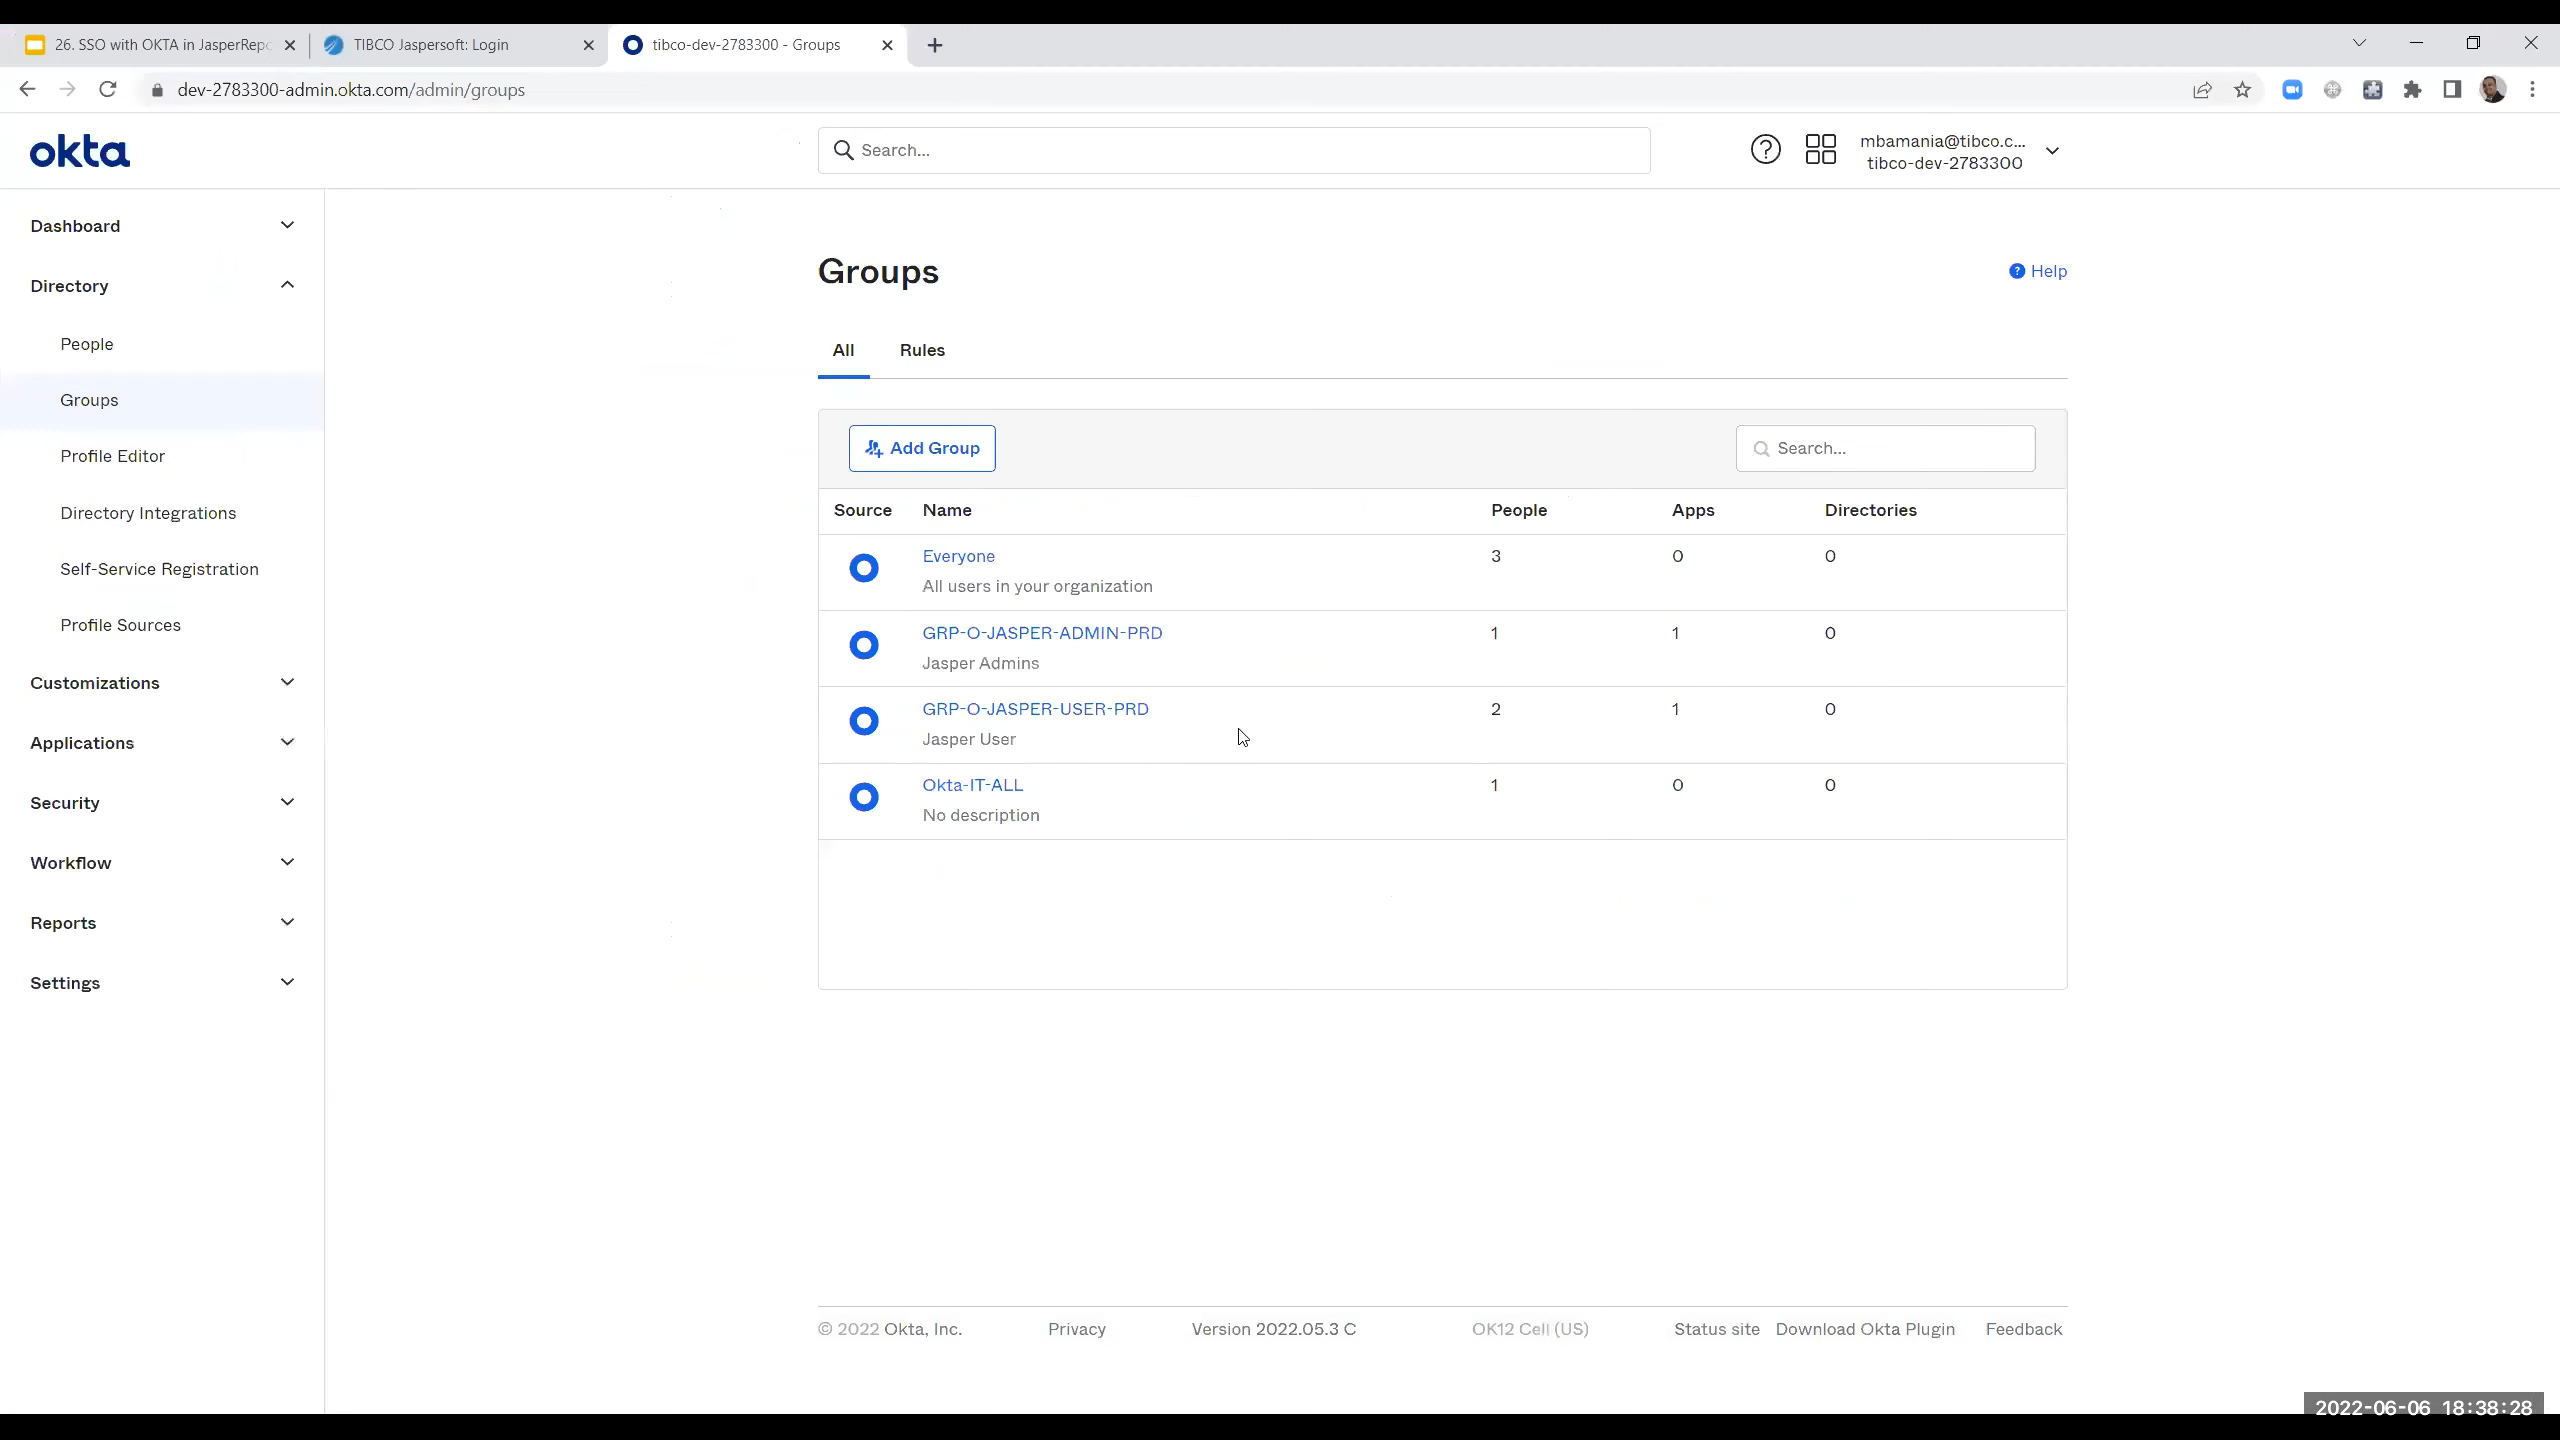 26. SSO with OKTA in JasperRepo
TIBCO Jaspersoft: Login
tibco-dev-2783300 - Groups
dev-2783300-admin.okta.com/admin/groups
okta
Search...
mbamania@tibco.c...
tibco-dev-2783300
Dashboard
Directory
People
Groups
Profile Editor
Directory Integrations
Self-Service Registration
Profile Sources
Customizations
Applications
Security
Workflow
Reports
Settings
Groups
Help
All Rules
Add Group
Search...
Source Name People Apps Directories
Everyone 3 0 0
All users in your organization
GRP-O-JASPER-ADMIN-PRD 1 1 0
Jasper Admins
GRP-O-JASPER-USER-PRD 2 1 0
Jasper User
Okta-IT-ALL 1 0 0
No description
© 2022 Okta, Inc. Privacy Version 2022.05.3 C OK12 Cell (US) Status site Download Okta Plugin Feedback
2022-06-06 18:38:28